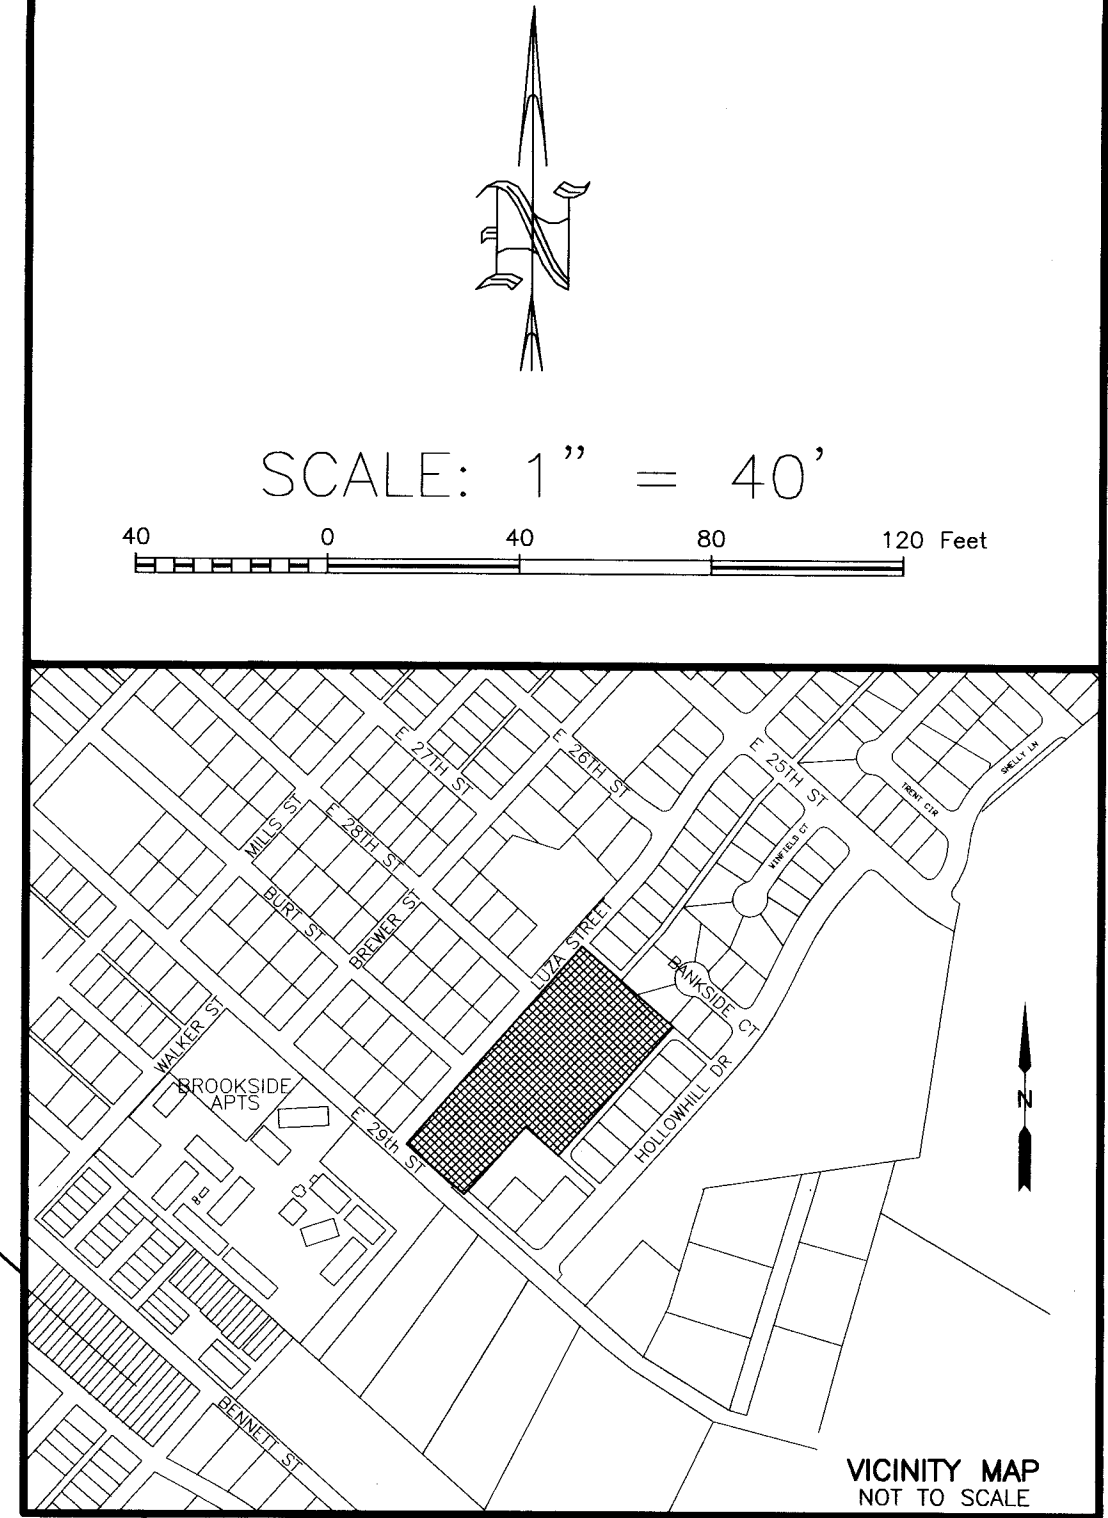 N
SCALE: 1" = 40'
40 0 40 80 120 Feet
E 27TH ST
E 26TH ST
E 25TH ST
SHELLY LN
TRENT CIR
MILLS ST
E 28TH ST
WINFIELD CT
BURT ST
BREWER ST
LUZA STREET
BANKSIDE CT
WALKER ST
BROOKSIDE
APTS
E 29th ST
HOLLOWHILL DR
N
BENNETT ST
VICINITY MAP
NOT TO SCALE